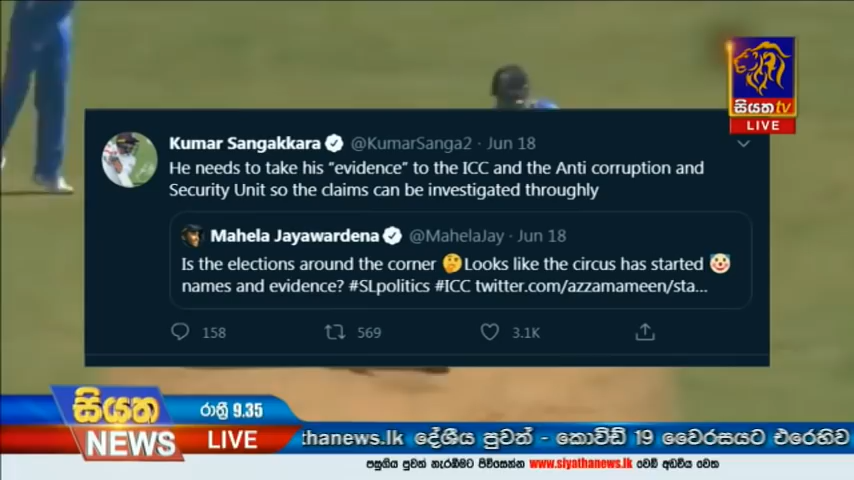 සියත tv
LIVE
Kumar Sangakkara @KumarSanga2 · Jun 18
He needs to take his “evidence” to the ICC and the Anti corruption and
Security Unit so the claims can be investigated throughly
Mahela Jayawardena @MahelaJay · Jun 18
Is the elections around the corner 🤔Looks like the circus has started 🤡
names and evidence? #SLpolitics #ICC twitter.com/azzamameen/sta...
158 569 3.1K
සියත රාත්‍රී 9.35
NEWS LIVE
thanews.lk දේශීය පුවත් - කොවිඩ් 19 වෛරසයට එරෙහිව
පසුගිය පුවත් නැරඹීමට පිවිසෙන්න www.siyathanews.lk වෙබ් අඩවිය වෙත